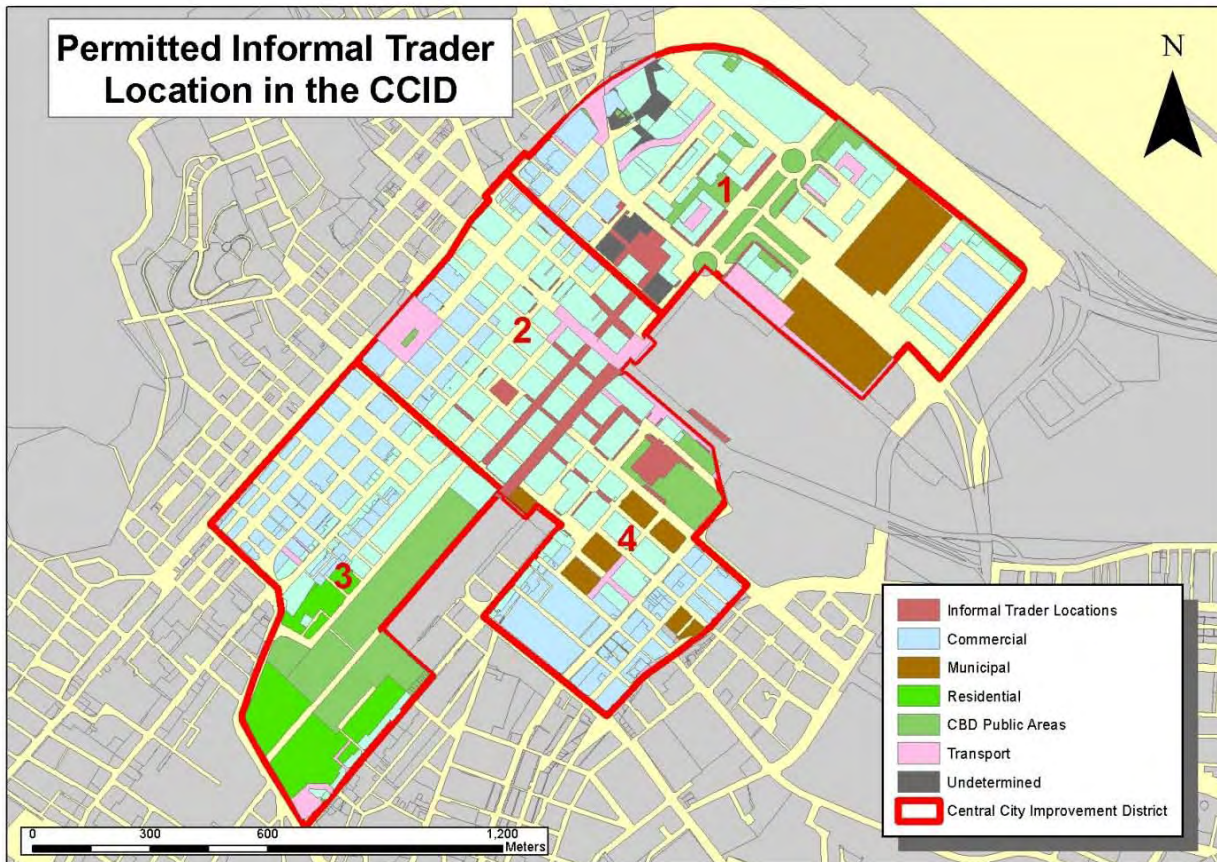 Permitted Informal Trader
Location in the CCID
N
1
2
3
4
Informal Trader Locations
Commercial
Municipal
Residential
CBD Public Areas
Transport
Undetermined
Central City Improvement District
0 300 600 1,200
Meters